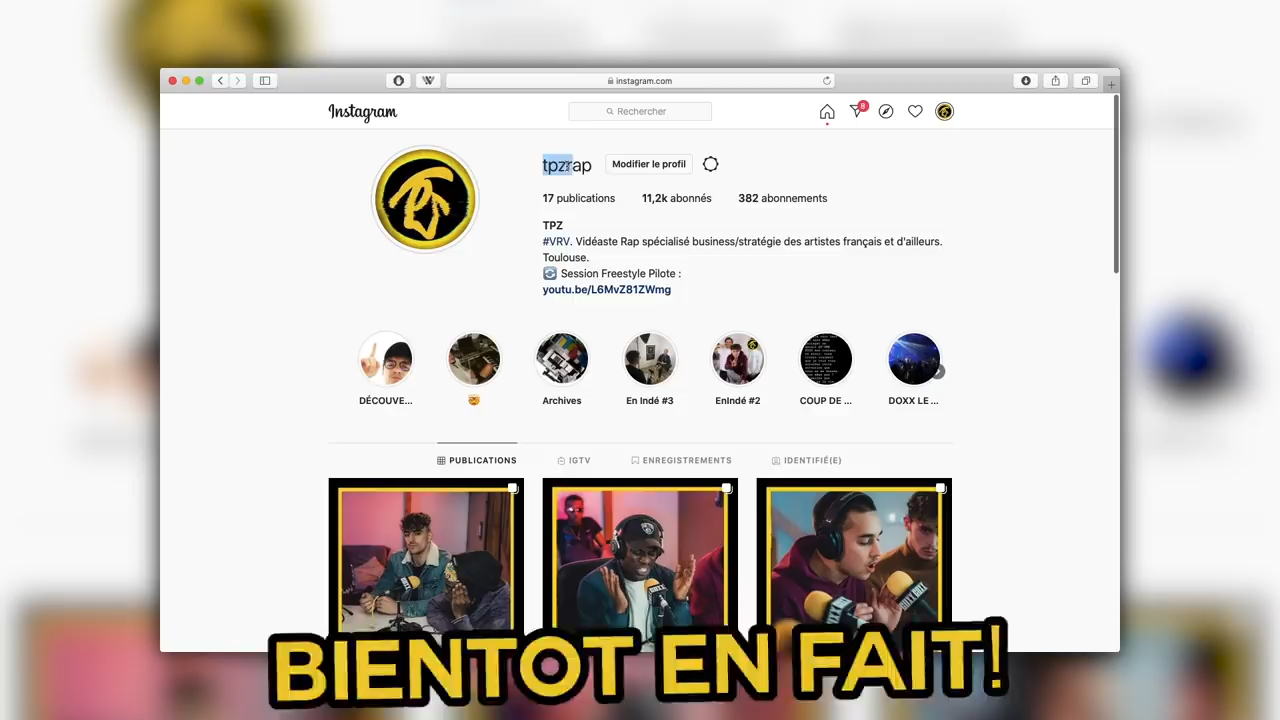 instagram.com
Instagram
Rechercher
8
tpzrap
Modifier le profil
17 publications 11,2k abonnés 382 abonnements
TPZ
#VRV. Vidéaste Rap spécialisé business/stratégie des artistes français et d'ailleurs.
Toulouse.
Session Freestyle Pilote :
youtu.be/L6MvZ81ZWmg
DÉCOUVE...
Archives
En Indé #3
EnIndé #2
COUP DE ...
DOXX LE ...
PUBLICATIONS
IGTV
ENREGISTREMENTS
IDENTIFIÉ(E)
BIENTOT EN FAIT!